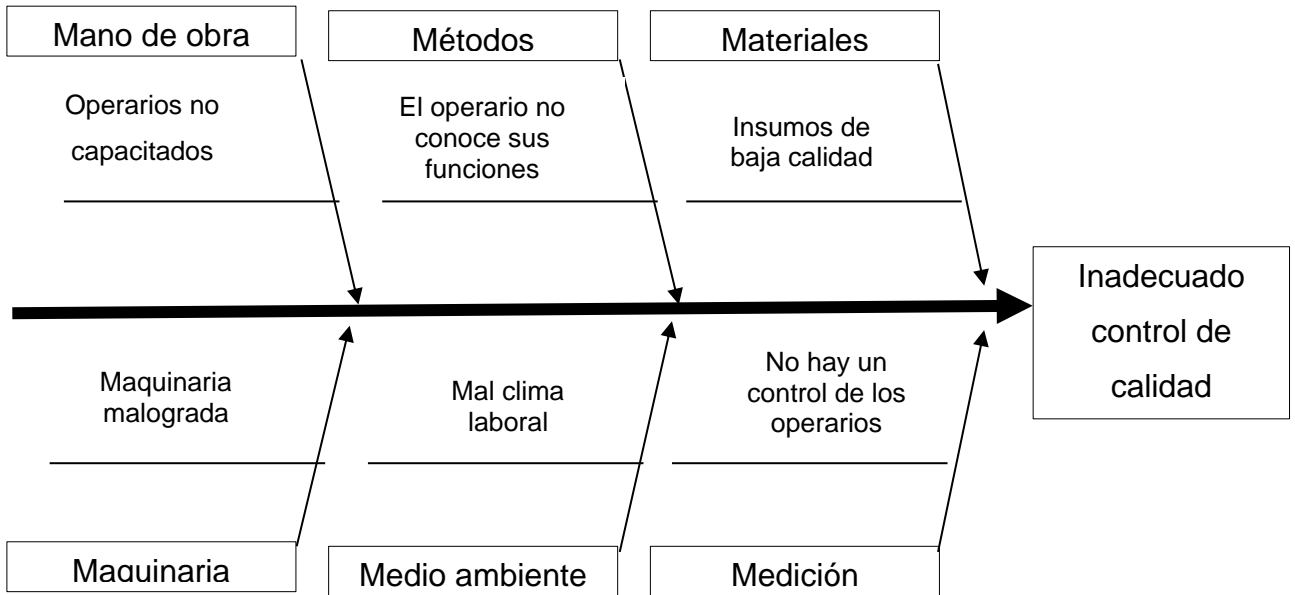 Mano de obra
Métodos
Materiales
Operarios no
capacitados
El operario no
conoce sus
funciones
Insumos de
baja calidad
Inadecuado
control de
calidad
Maquinaria
malograda
Mal clima
laboral
No hay un
control de los
operarios
Maquinaria
Medio ambiente
Medición